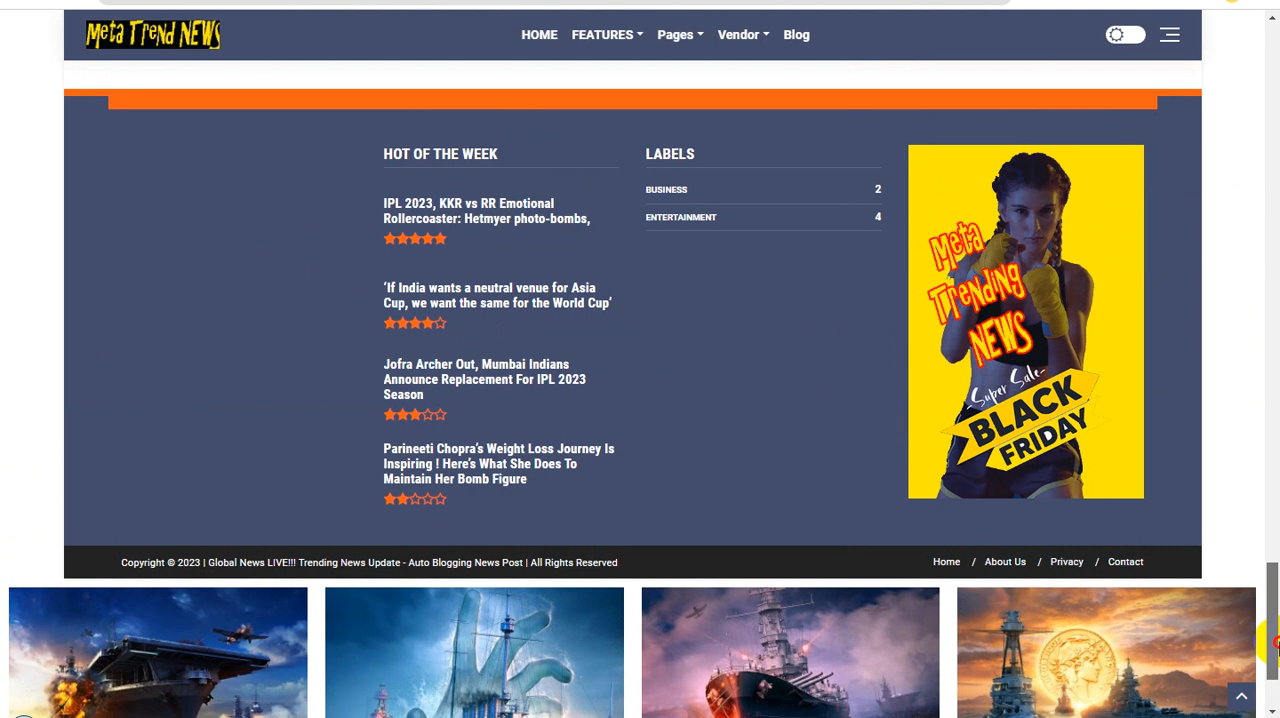 Meta Trend NEWS
HOME FEATURES Pages Vendor Blog
HOT OF THE WEEK
IPL 2023, KKR vs RR Emotional
Rollercoaster: Hetmyer photo-bombs,
‘If India wants a neutral venue for Asia
Cup, we want the same for the World Cup’
Jofra Archer Out, Mumbai Indians
Announce Replacement For IPL 2023
Season
Parineeti Chopra’s Weight Loss Journey Is
Inspiring ! Here’s What She Does To
Maintain Her Bomb Figure
LABELS
BUSINESS 2
ENTERTAINMENT 4
Meta
Trending
NEWS
-Super Sale-
BLACK
FRIDAY
Copyright © 2023 | Global News LIVE!!! Trending News Update - Auto Blogging News Post | All Rights Reserved
Home / About Us / Privacy / Contact